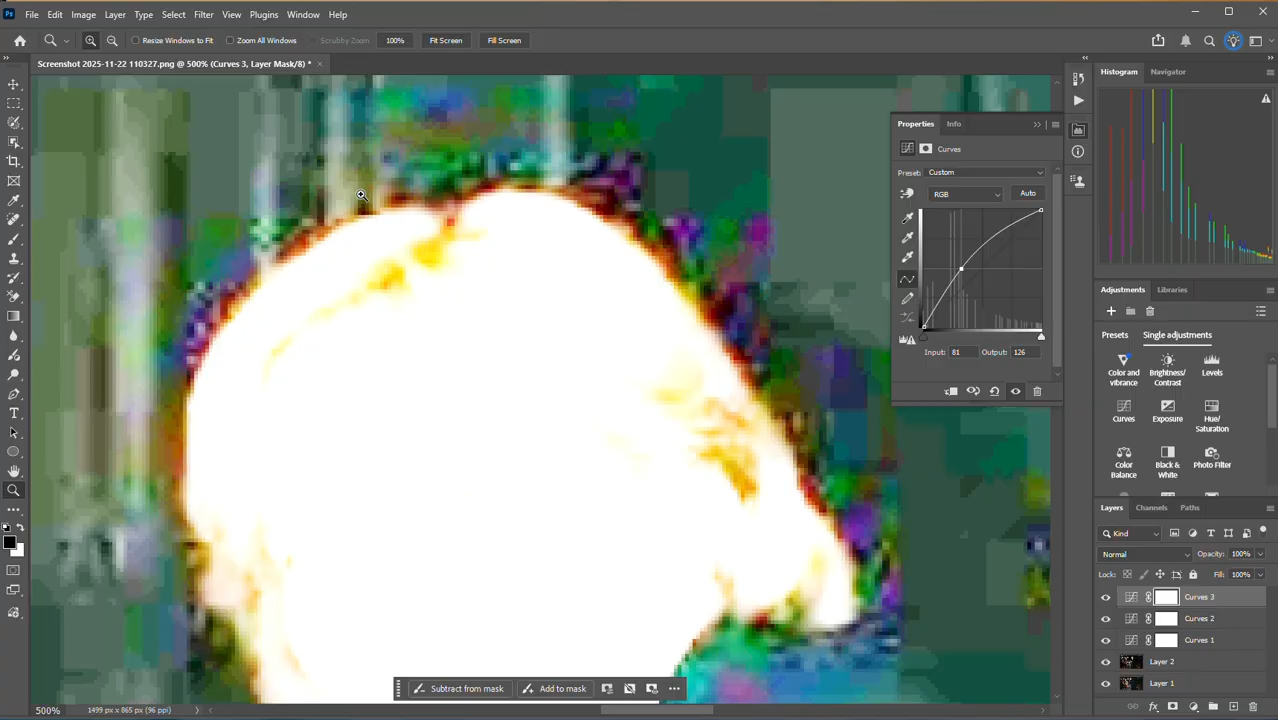 Ps File Edit Image Layer Type Select Filter View Plugins Window Help
Resize Windows to Fit Zoom All Windows Scrubby Zoom 100% Fit Screen Fill Screen
Screenshot 2025-11-22 110327.png @ 500% (Curves 3, Layer Mask/8) * ×
Histogram Navigator
Properties Info
Curves
Preset: Custom
RGB Auto
Input: 81 Output: 126
Adjustments Libraries
Presets Single adjustments
Color and vibrance
Brightness/ Contrast
Levels
Curves
Exposure
Hue/ Saturation
Color Balance
Black & White
Photo Filter
Layers Channels Paths
Kind
Normal Opacity: 100%
Lock: Fill: 100%
Curves 3
Curves 2
Curves 1
Layer 2
Layer 1
Subtract from mask Add to mask
500% 1499 px x 865 px (96 ppi)